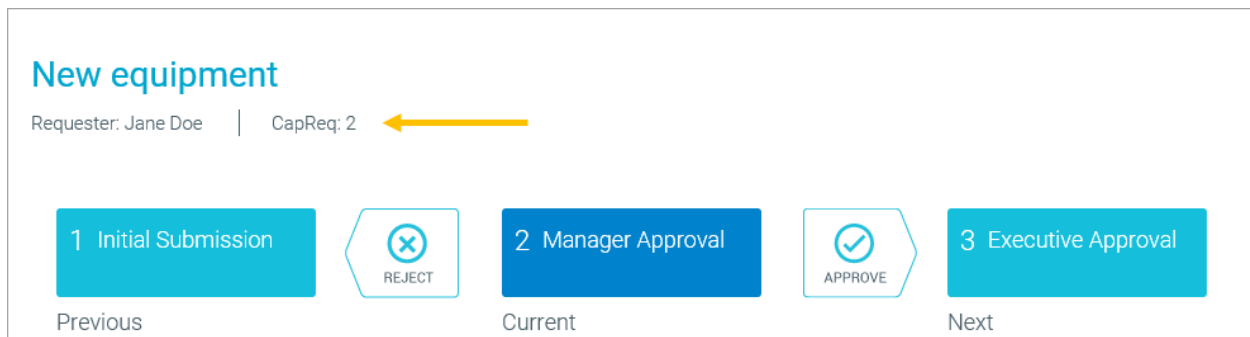 New equipment
Requester: Jane Doe | CapReq: 2
1 Initial Submission
REJECT
2 Manager Approval
APPROVE
3 Executive Approval
Previous
Current
Next